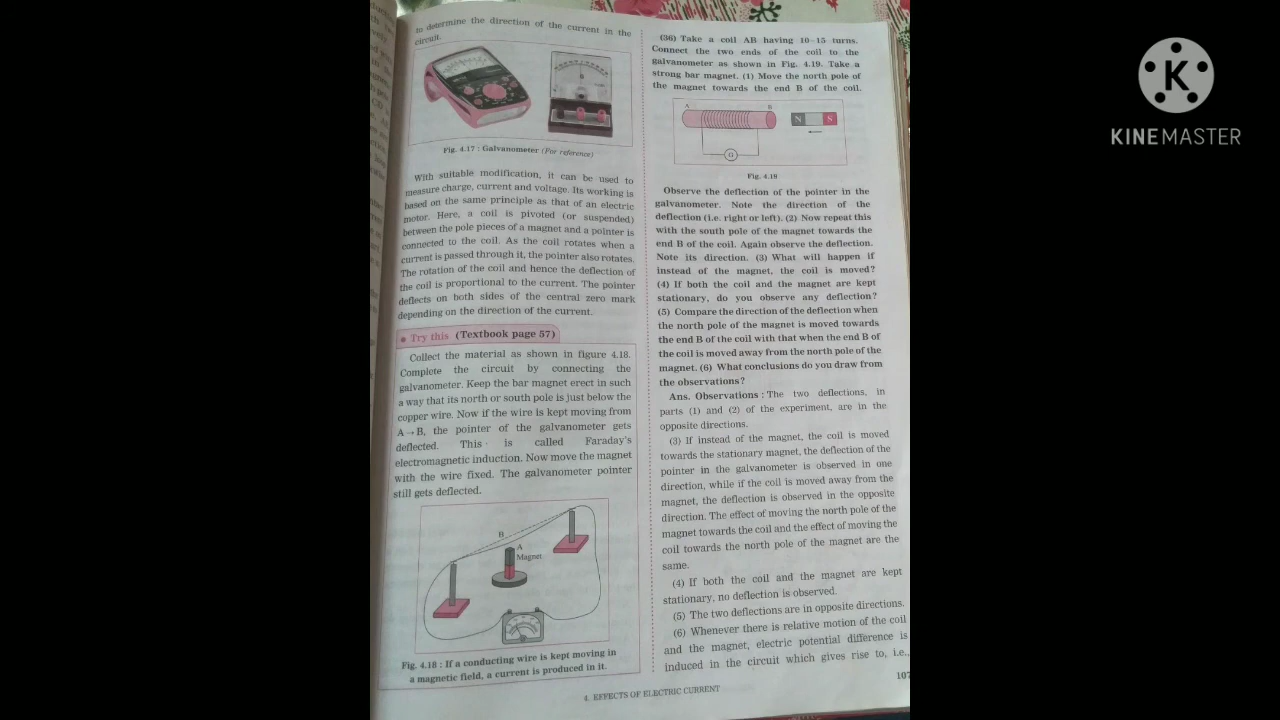 to determine the direction of the current in the
circuit.
Fig. 4.17 : Galvanometer (For reference)
With suitable modification, it can be used to
measure charge, current and voltage. Its working is
based on the same principle as that of an electric
motor. Here, a coil is pivoted (or suspended)
between the pole pieces of a magnet and a pointer is
connected to the coil. As the coil rotates when a
current is passed through it, the pointer also rotates.
The rotation of the coil and hence the deflection of
the coil is proportional to the current. The pointer
deflects on both sides of the central zero mark
depending on the direction of the current.
• Try this (Textbook page 57)
Collect the material as shown in figure 4.18.
Complete the circuit by connecting the
galvanometer. Keep the bar magnet erect in such
a way that its north or south pole is just below the
copper wire. Now if the wire is kept moving from
A→B, the pointer of the galvanometer gets
deflected. This is called Faraday's
electromagnetic induction. Now move the magnet
with the wire fixed. The galvanometer pointer
still gets deflected.
B
A
Magnet
Fig. 4.18 : If a conducting wire is kept moving in
a magnetic field, a current is produced in it.
(36) Take a coil AB having 10–15 turns.
Connect the two ends of the coil to the
galvanometer as shown in Fig. 4.19. Take a
strong bar magnet. (1) Move the north pole of
the magnet towards the end B of the coil.
A B
N S
G
Fig. 4.19
Observe the deflection of the pointer in the
galvanometer. Note the direction of the
deflection (i.e. right or left). (2) Now repeat this
with the south pole of the magnet towards the
end B of the coil. Again observe the deflection.
Note its direction. (3) What will happen if
instead of the magnet, the coil is moved?
(4) If both the coil and the magnet are kept
stationary, do you observe any deflection?
(5) Compare the direction of the deflection when
the north pole of the magnet is moved towards
the end B of the coil with that when the end B of
the coil is moved away from the north pole of the
magnet. (6) What conclusions do you draw from
the observations?
Ans. Observations : The two deflections, in
parts (1) and (2) of the experiment, are in the
opposite directions.
(3) If instead of the magnet, the coil is moved
towards the stationary magnet, the deflection of the
pointer in the galvanometer is observed in one
direction, while if the coil is moved away from the
magnet, the deflection is observed in the opposite
direction. The effect of moving the north pole of the
magnet towards the coil and the effect of moving the
coil towards the north pole of the magnet are the
same.
(4) If both the coil and the magnet are kept
stationary, no deflection is observed.
(5) The two deflections are in opposite directions.
(6) Whenever there is relative motion of the coil
and the magnet, electric potential difference is
induced in the circuit which gives rise to, i.e.,
4. EFFECTS OF ELECTRIC CURRENT
107
K
KINEMASTER